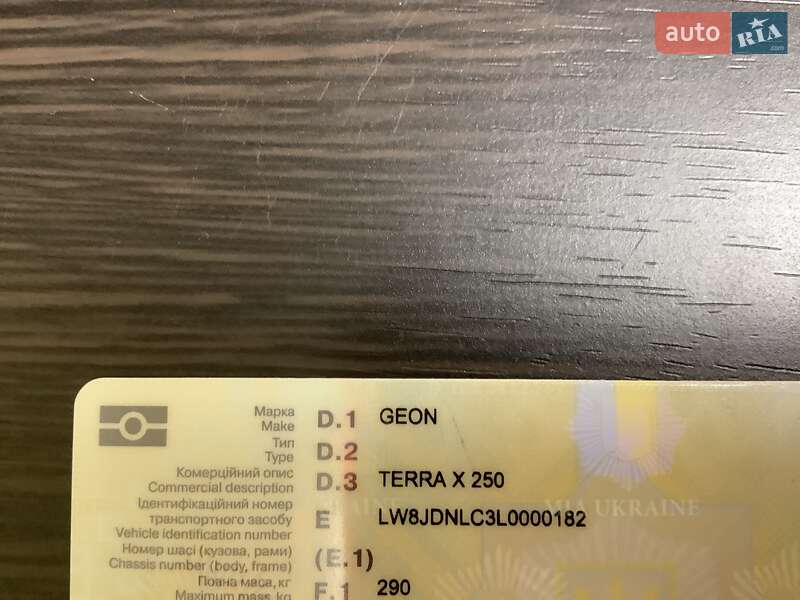 auto RIA .com
Марка
Make D.1 GEON
Тип
Type D.2
Комерційний опис
Commercial description D.3 TERRA X 250
Ідентифікаційний номер
транспортного засобу
Vehicle identification number E LW8JDNLC3L0000182
MIA UKRAINE
Номер шасі (кузова, рами)
Chassis number (body, frame) (E.1)
Повна маса, кг
Maximum mass, kg F.1 290